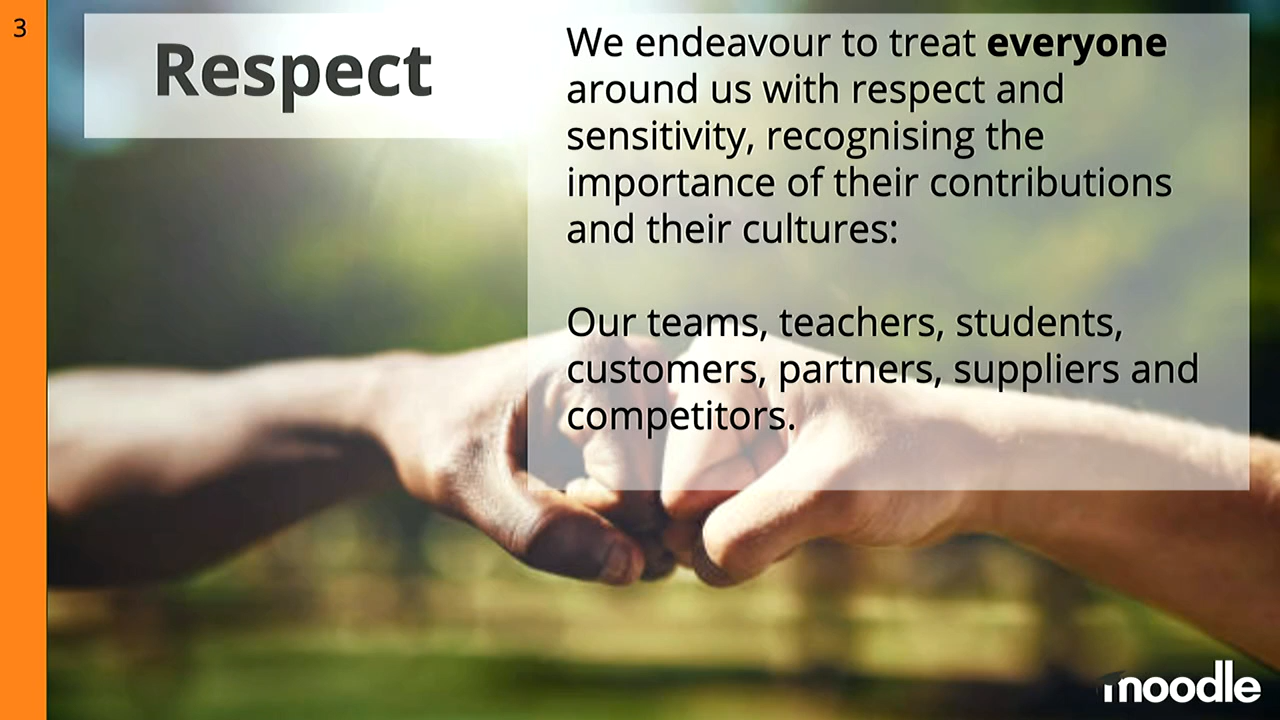 3
Respect
We endeavour to treat everyone
around us with respect and
sensitivity, recognising the
importance of their contributions
and their cultures:
Our teams, teachers, students,
customers, partners, suppliers and
competitors.
moodle